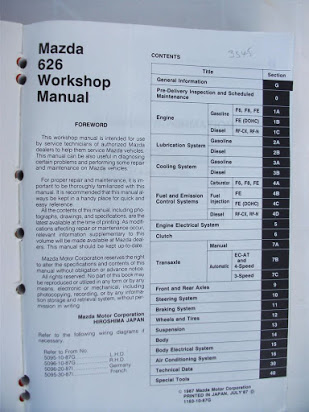 Mazda
626
Workshop
Manual
FOREWORD
This workshop manual is intended for use
by service technicians of authorized Mazda
dealers to help them service Mazda vehicles.
This manual can be also useful in diagnosing
certain problems and performing some repair
and maintenance on Mazda vehicles.
For proper repair and maintenance, it is im-
portant to be thoroughly familiarized with this
manual. It is recommended that this manual al-
ways be kept in a handy place for quick and
easy reference.
All the contents of this manual, including pho-
tographs, drawings, and specifications, are the
latest available at the time of printing. As mod-
ifications affecting repair or maintenance occur,
relevant information supplementary to this
volume will be made available at Mazda deal-
ers. This manual should be kept up-to-date.
Mazda Motor Corporation reserves the right
to alter the specifications and contents of this
manual without obligation or advance notice.
All rights reserved. No part of this book may
be reproduced or utilized in any form or by any
means, electronic or mechanical, including
photocopying, recording, or by any informa-
tion storage and retrieval system, without per-
mission in writing.
Mazda Motor Corporation
HIROSHIMA JAPAN
Refer to the following wiring diagrams if
necessary.
Refer to Form No.
L.H.D.
R.H.D.
Germany
French
CONTENTS
Title Section
General Information G
Pre-Delivery Inspection and Scheduled
Maintenance 0
Engine Gasoline F6, F8, FE 1A
FE (DOHC) 1B
Diesel 1C
Lubrication System Gasoline 2A
Diesel 2B
Cooling System Gasoline 3A
Diesel 3B
Fuel and Emission
Control Systems Carburetor F6, F8, FE 4A
Fuel
Injection FE 4B
FE (DOHC) 4C
Diesel 4D
Engine Electrical System 5
Clutch 6
Transaxle Manual 7A
Automatic EC-AT
and
4-Speed 7B
3-Speed 7C
Front and Rear Axles 9
Steering System 10
Braking System 11
Wheels and Tires 12
Suspension 13
Body 14
Body Electrical System 15
Air Conditioning System
Technical Data 30
Special Tools 40
© 1987 Mazda Motor Corporation
PRINTED IN JAPAN, JULY '87